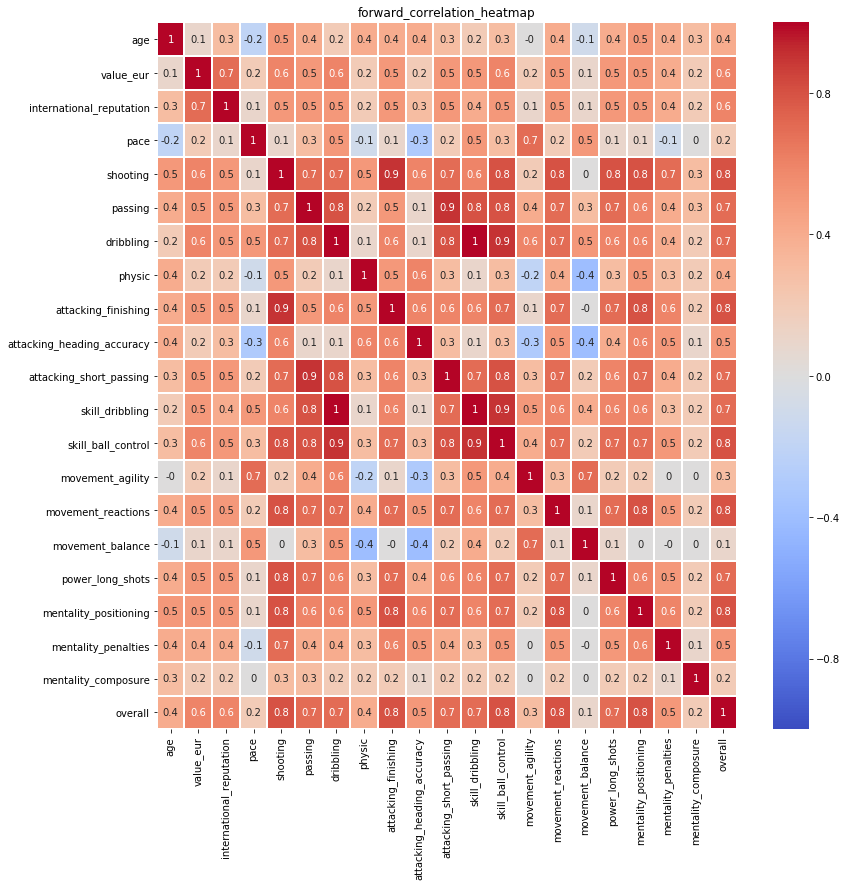 forward_correlation_heatmap
age 1 0.1 0.3 -0.2 0.5 0.4 0.2 0.4 0.4 0.4 0.3 0.2 0.3 -0 0.4 -0.1 0.4 0.5 0.4 0.3 0.4
value_eur 0.1 1 0.7 0.2 0.6 0.5 0.6 0.2 0.5 0.2 0.5 0.5 0.6 0.2 0.5 0.1 0.5 0.5 0.4 0.2 0.6
international_reputation 0.3 0.7 1 0.1 0.5 0.5 0.5 0.2 0.5 0.3 0.5 0.4 0.5 0.1 0.5 0.1 0.5 0.5 0.4 0.2 0.6
pace -0.2 0.2 0.1 1 0.1 0.3 0.5 -0.1 0.1 -0.3 0.2 0.5 0.3 0.7 0.2 0.5 0.1 0.1 -0.1 0 0.2
shooting 0.5 0.6 0.5 0.1 1 0.7 0.7 0.5 0.9 0.6 0.7 0.6 0.8 0.2 0.8 0 0.8 0.8 0.7 0.3 0.8
passing 0.4 0.5 0.5 0.3 0.7 1 0.8 0.2 0.5 0.1 0.9 0.8 0.8 0.4 0.7 0.3 0.7 0.6 0.4 0.3 0.7
dribbling 0.2 0.6 0.5 0.5 0.7 0.8 1 0.1 0.6 0.1 0.8 1 0.9 0.6 0.7 0.5 0.6 0.6 0.4 0.2 0.7
physic 0.4 0.2 0.2 -0.1 0.5 0.2 0.1 1 0.5 0.6 0.3 0.1 0.3 -0.2 0.4 -0.4 0.3 0.5 0.3 0.2 0.4
attacking_finishing 0.4 0.5 0.5 0.1 0.9 0.5 0.6 0.5 1 0.6 0.6 0.6 0.7 0.1 0.7 -0 0.7 0.8 0.6 0.2 0.8
attacking_heading_accuracy 0.4 0.2 0.3 -0.3 0.6 0.1 0.1 0.6 0.6 1 0.3 0.1 0.3 -0.3 0.5 -0.4 0.4 0.6 0.5 0.1 0.5
attacking_short_passing 0.3 0.5 0.5 0.2 0.7 0.9 0.8 0.3 0.6 0.3 1 0.7 0.8 0.3 0.7 0.2 0.6 0.7 0.4 0.2 0.7
skill_dribbling 0.2 0.5 0.4 0.5 0.6 0.8 1 0.1 0.6 0.1 0.7 1 0.9 0.5 0.6 0.4 0.6 0.6 0.3 0.2 0.7
skill_ball_control 0.3 0.6 0.5 0.3 0.8 0.8 0.9 0.3 0.7 0.3 0.8 0.9 1 0.4 0.7 0.2 0.7 0.7 0.5 0.2 0.8
movement_agility -0 0.2 0.1 0.7 0.2 0.4 0.6 -0.2 0.1 -0.3 0.3 0.5 0.4 1 0.3 0.7 0.2 0.2 0 0 0.3
movement_reactions 0.4 0.5 0.5 0.2 0.8 0.7 0.7 0.4 0.7 0.5 0.7 0.6 0.7 0.3 1 0.1 0.7 0.8 0.5 0.2 0.8
movement_balance -0.1 0.1 0.1 0.5 0 0.3 0.5 -0.4 -0 -0.4 0.2 0.4 0.2 0.7 0.1 1 0.1 0 -0 0 0.1
power_long_shots 0.4 0.5 0.5 0.1 0.8 0.7 0.6 0.3 0.7 0.4 0.6 0.6 0.7 0.2 0.7 0.1 1 0.6 0.5 0.2 0.7
mentality_positioning 0.5 0.5 0.5 0.1 0.8 0.6 0.6 0.5 0.8 0.6 0.7 0.6 0.7 0.2 0.8 0 0.6 1 0.6 0.2 0.8
mentality_penalties 0.4 0.4 0.4 -0.1 0.7 0.4 0.4 0.3 0.6 0.5 0.4 0.3 0.5 0 0.5 -0 0.5 0.6 1 0.1 0.5
mentality_composure 0.3 0.2 0.2 0 0.3 0.3 0.2 0.2 0.2 0.1 0.2 0.2 0.2 0 0.2 0 0.2 0.2 0.1 1 0.2
overall 0.4 0.6 0.6 0.2 0.8 0.7 0.7 0.4 0.8 0.5 0.7 0.7 0.8 0.3 0.8 0.1 0.7 0.8 0.5 0.2 1
age
value_eur
international_reputation
pace
shooting
passing
dribbling
physic
attacking_finishing
attacking_heading_accuracy
attacking_short_passing
skill_dribbling
skill_ball_control
movement_agility
movement_reactions
movement_balance
power_long_shots
mentality_positioning
mentality_penalties
mentality_composure
overall
0.8
0.4
0.0
−0.4
−0.8